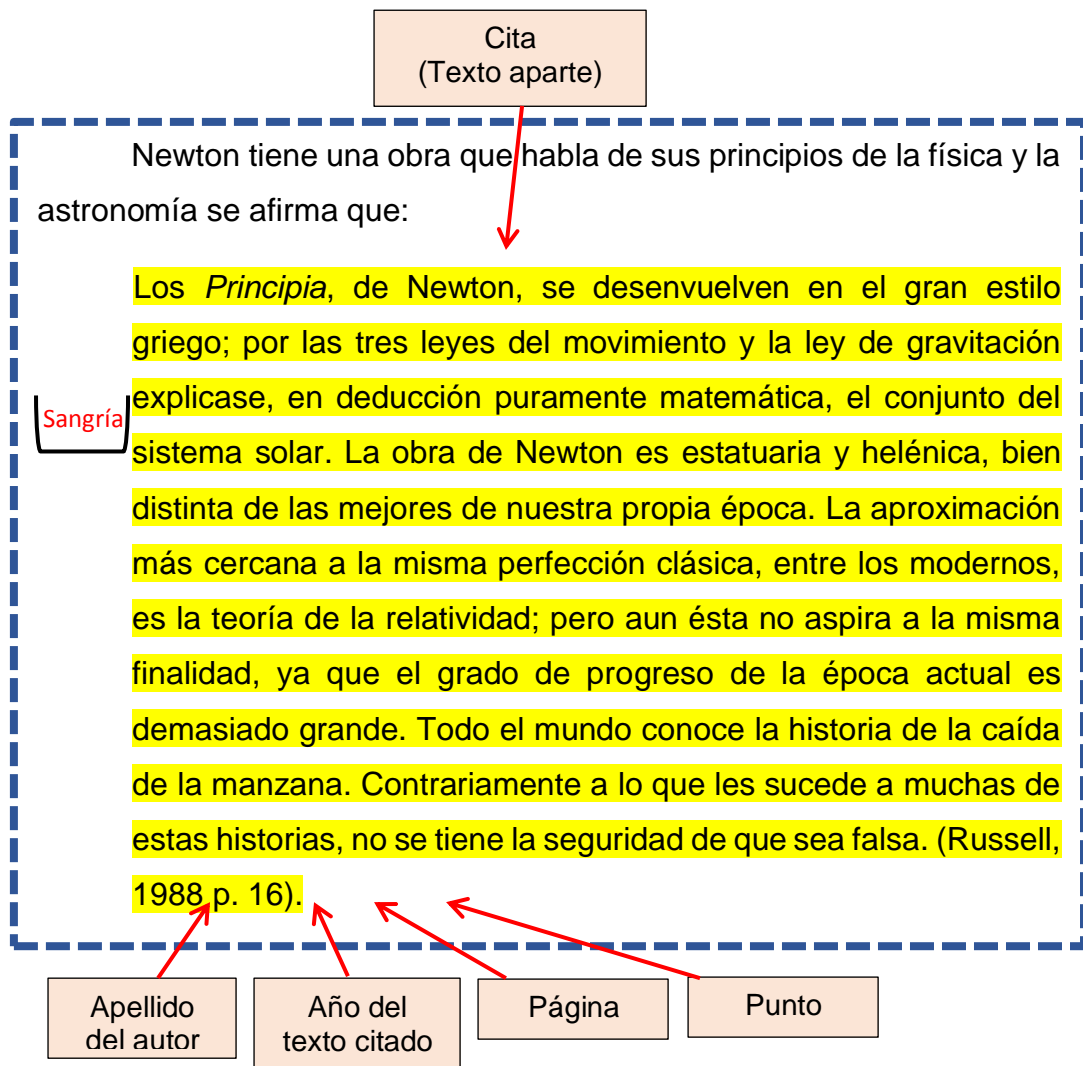 Cita
(Texto aparte)
Newton tiene una obra que habla de sus principios de la física y la
astronomía se afirma que:
Los Principia, de Newton, se desenvuelven en el gran estilo
griego; por las tres leyes del movimiento y la ley de gravitación
explicase, en deducción puramente matemática, el conjunto del
Sangría
sistema solar. La obra de Newton es estatuaria y helénica, bien
distinta de las mejores de nuestra propia época. La aproximación
más cercana a la misma perfección clásica, entre los modernos,
es la teoría de la relatividad; pero aun ésta no aspira a la misma
finalidad, ya que el grado de progreso de la época actual es
demasiado grande. Todo el mundo conoce la historia de la caída
de la manzana. Contrariamente a lo que les sucede a muchas de
estas historias, no se tiene la seguridad de que sea falsa. (Russell,
1988 p. 16).
Apellido
del autor
Año del
texto citado
Página
Punto